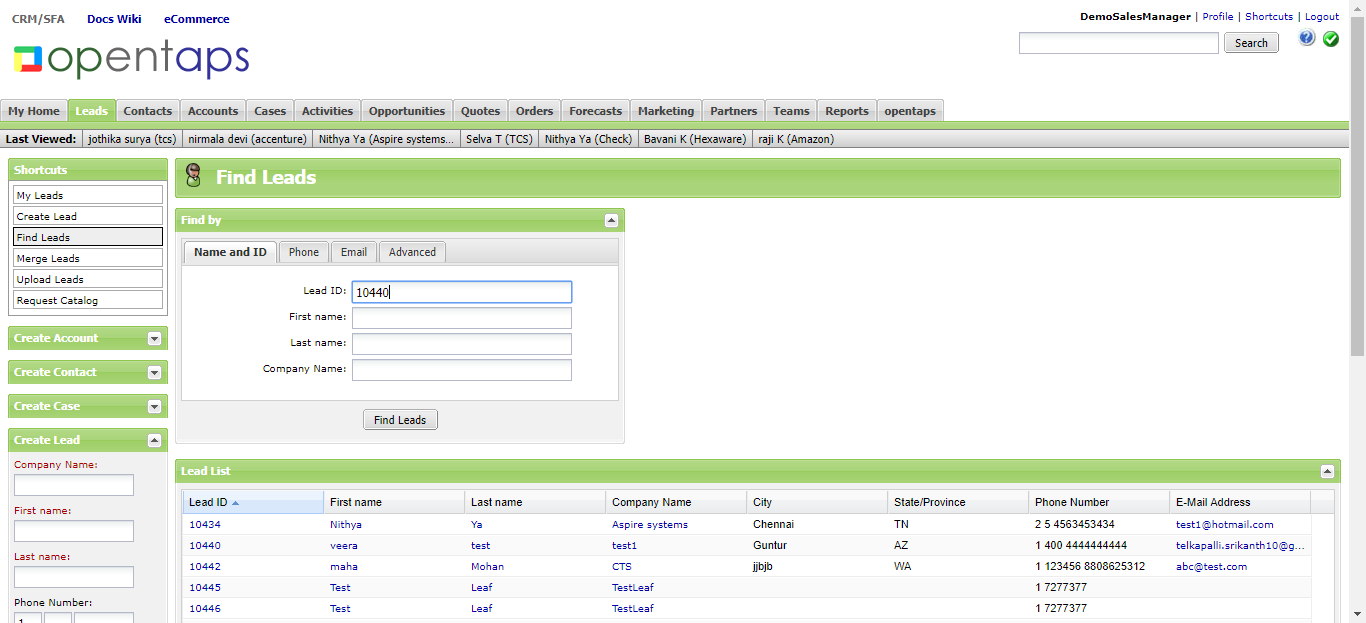 CRM/SFA Docs Wiki eCommerce
DemoSalesManager | Profile | Shortcuts | Logout
opentaps
Search
My Home Leads Contacts Accounts Cases Activities Opportunities Quotes Orders Forecasts Marketing Partners Teams Reports opentaps
Last Viewed: jothika surya (tcs) nirmala devi (accenture) Nithya Ya (Aspire systems... Selva T (TCS) Nithya Ya (Check) Bavani K (Hexaware) raji K (Amazon)
Shortcuts
My Leads
Create Lead
Find Leads
Merge Leads
Upload Leads
Request Catalog
Create Account
Create Contact
Create Case
Create Lead
Company Name:
First name:
Last name:
Phone Number:
1
Find Leads
Find by
Name and ID Phone Email Advanced
Lead ID: 10440
First name:
Last name:
Company Name:
Find Leads
Lead List
Lead ID First name Last name Company Name City State/Province Phone Number E-Mail Address
10434 Nithya Ya Aspire systems Chennai TN 2 5 4563453434 test1@hotmail.com
10440 veera test test1 Guntur AZ 1 400 4444444444 telkapalli.srikanth10@g...
10442 maha Mohan CTS jjbjb WA 1 123456 8808625312 abc@test.com
10445 Test Leaf TestLeaf 1 7277377
10446 Test Leaf TestLeaf 1 7277377